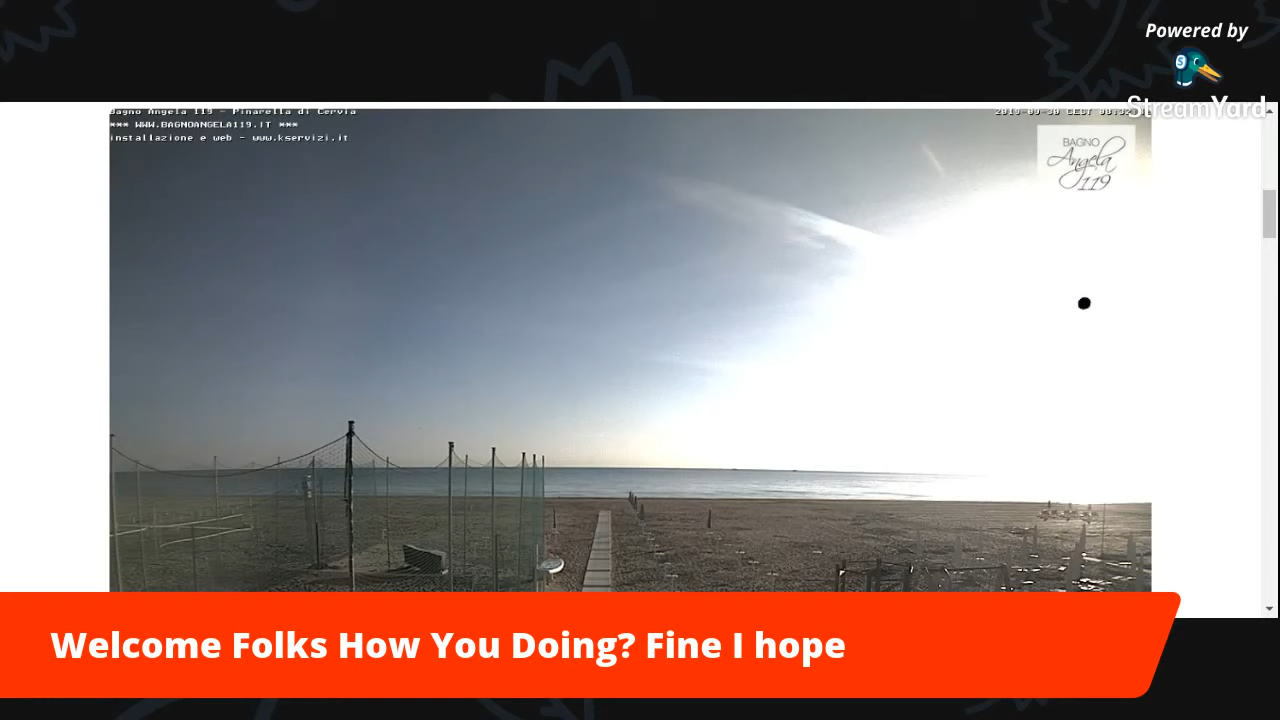 Powered by
StreamYard
Bagno Angela 119 - Pinarella di Cervia
*** WWW.BAGNOANGELA119.IT ***
installazione e web - www.kservizi.it
BAGNO
Angela
119
Welcome Folks How You Doing? Fine I hope